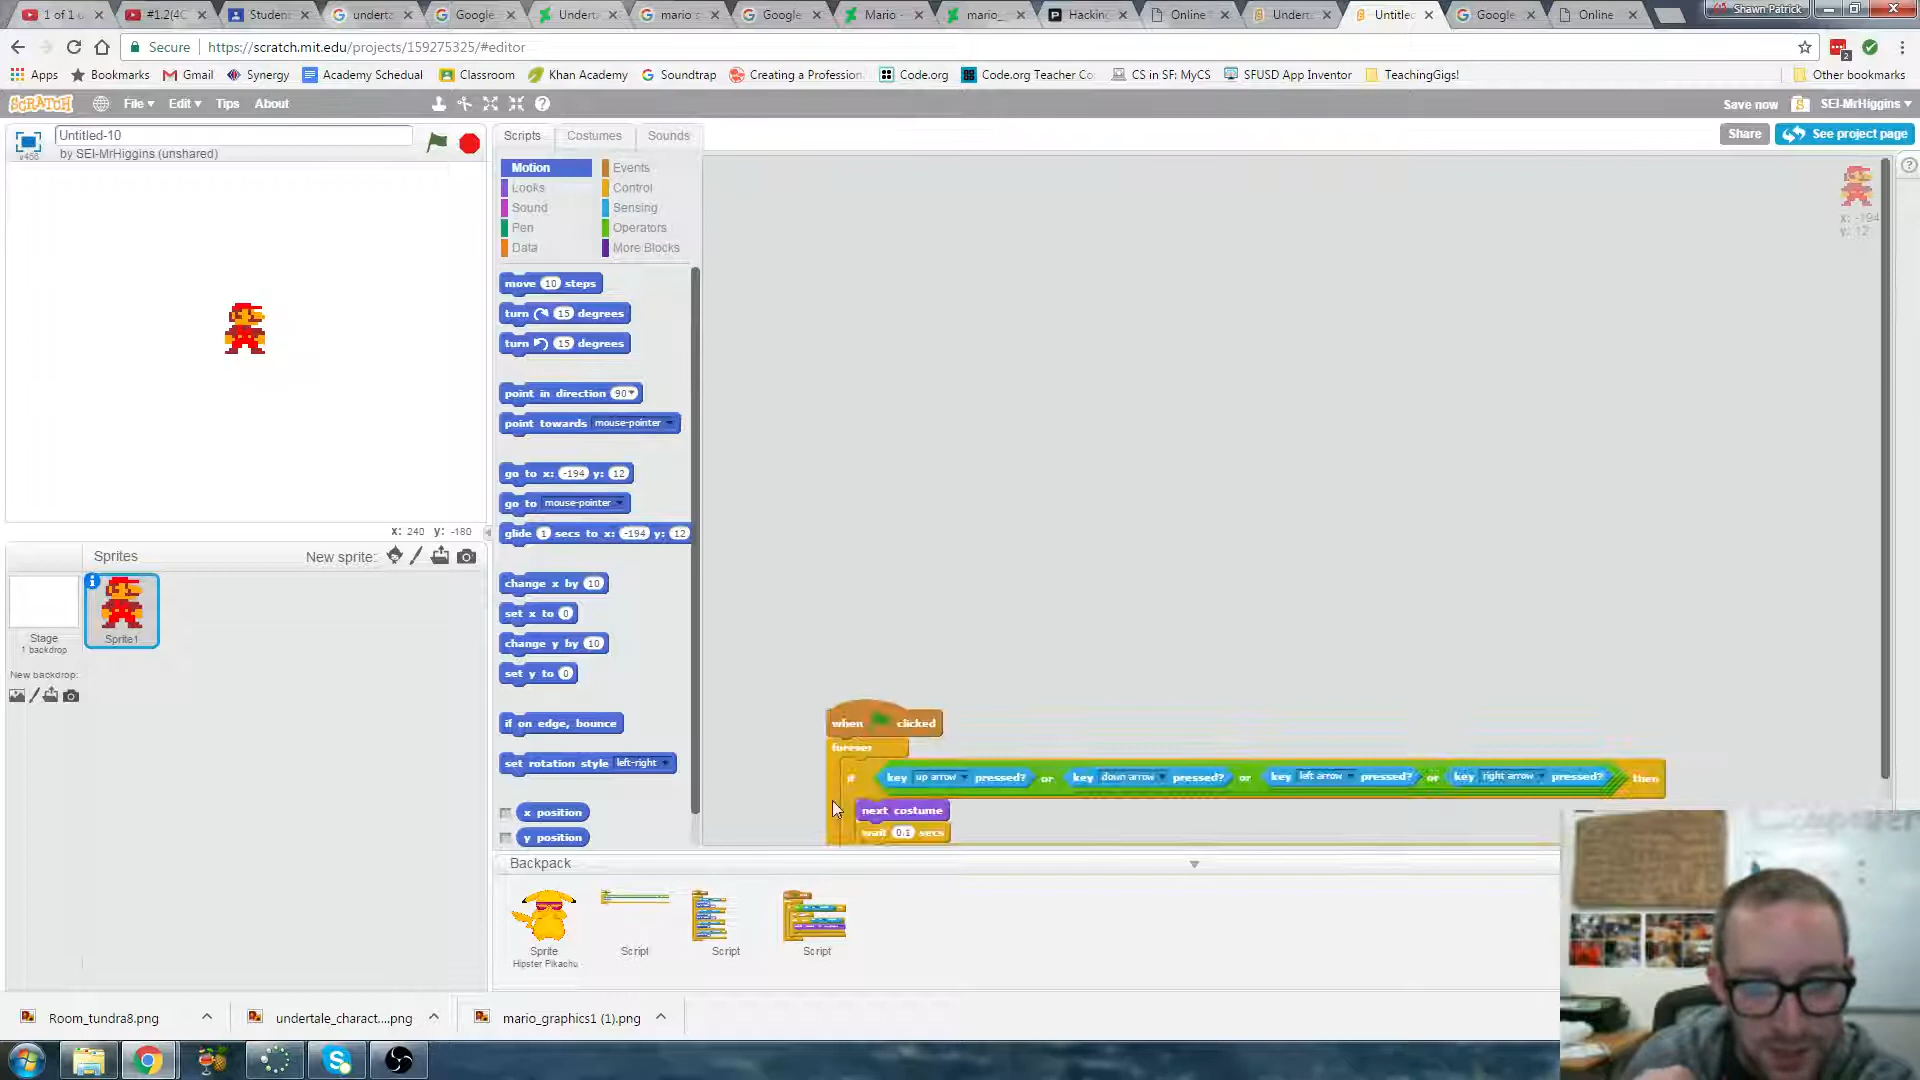 1 of 1
#1.2(4C
Studen
underta
Google
Undert
mario s
Google
Mario -
mario_
Hacking
Online
Undert
Untitle
Google
Online
Shawn Patrick
Secure
https://scratch.mit.edu/projects/159275325/#editor
Apps
Bookmarks
Gmail
Synergy
Academy Schedual
Classroom
Khan Academy
Soundtrap
Creating a Profession
Code.org
Code.org Teacher Co
CS in SF: MyCS
SFUSD App Inventor
TeachingGigs!
Other bookmarks
SCRATCH
File
Edit
Tips
About
Save now
SEI-MrHiggins
Untitled-10
by SEI-MrHiggins (unshared)
Scripts
Costumes
Sounds
Share
See project page
Motion
Looks
Sound
Pen
Data
Events
Control
Sensing
Operators
More Blocks
x: -194
y: 12
move 10 steps
turn 15 degrees
turn 15 degrees
point in direction 90
point towards mouse-pointer
go to x: -194 y: 12
go to mouse-pointer
glide 1 secs to x: -194 y: 12
change x by 10
set x to 0
change y by 10
set y to 0
if on edge, bounce
set rotation style left-right
x position
y position
x: 240 y: -180
Sprites
New sprite:
Sprite1
Stage
1 backdrop
New backdrop:
when clicked
forever
if key up arrow pressed? or key down arrow pressed? or key left arrow pressed? or key right arrow pressed? then
next costume
wait 0.1 secs
Backpack
Sprite
Hipster Pikachu
Script
Script
Script
Room_tundra8.png
undertale_charact....png
mario_graphics1 (1).png